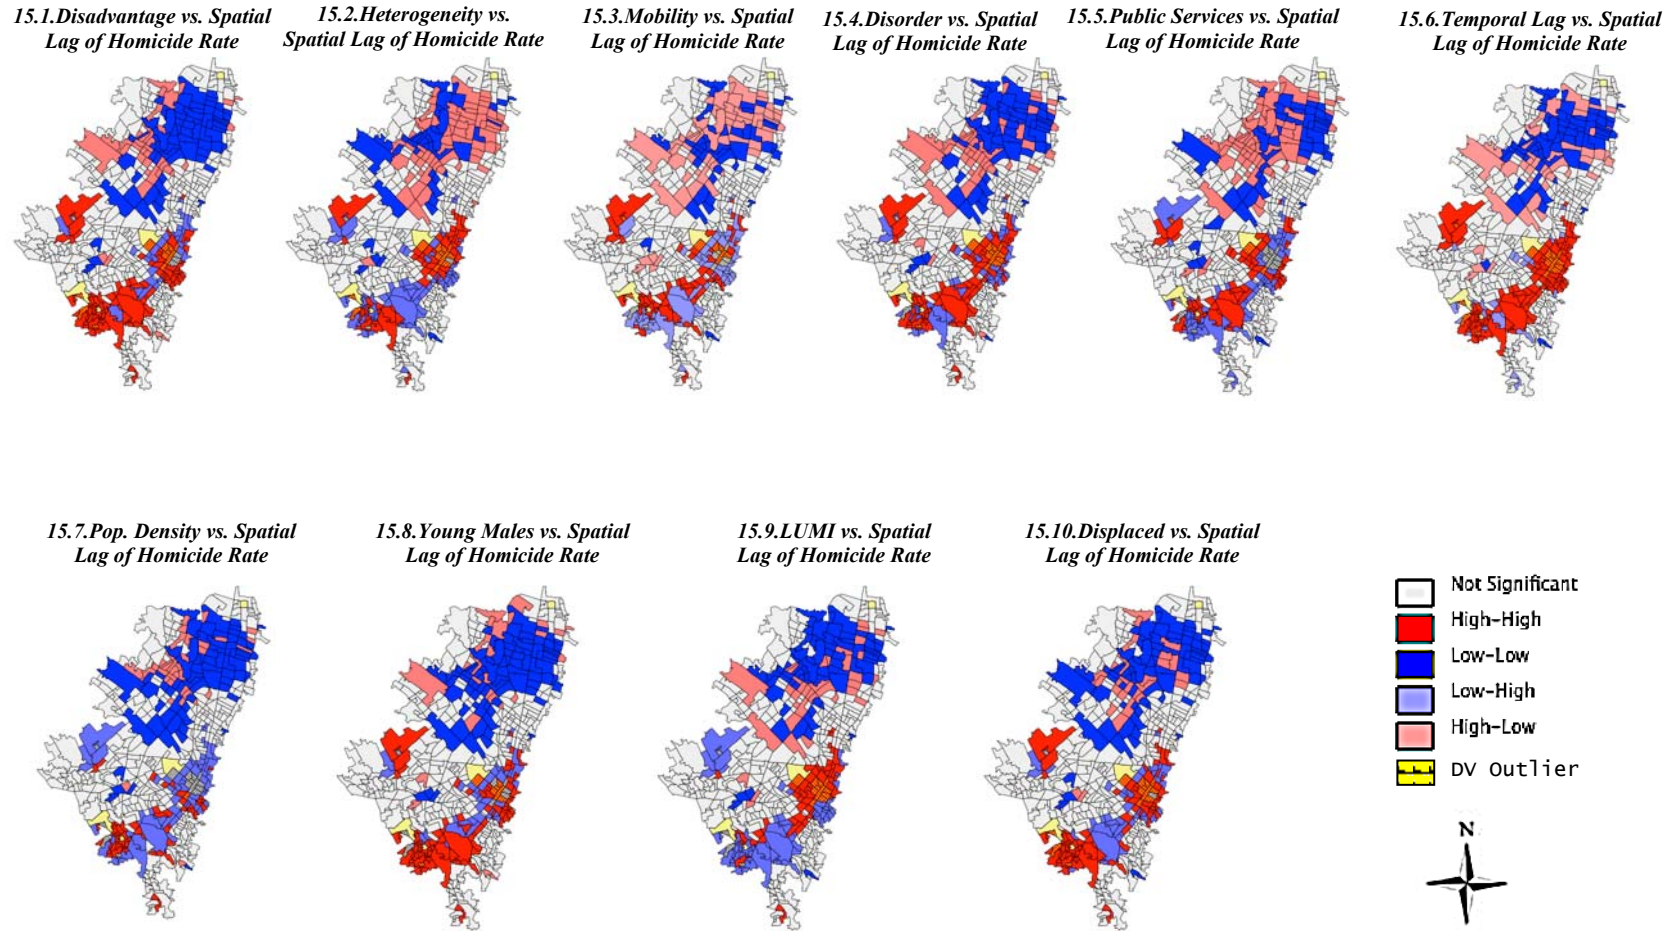 15.1.Disadvantage vs. Spatial
Lag of Homicide Rate
15.2.Heterogeneity vs.
Spatial Lag of Homicide Rate
15.3.Mobility vs. Spatial
Lag of Homicide Rate
15.4.Disorder vs. Spatial
Lag of Homicide Rate
15.5.Public Services vs. Spatial
Lag of Homicide Rate
15.6.Temporal Lag vs. Spatial
Lag of Homicide Rate
15.7.Pop. Density vs. Spatial
Lag of Homicide Rate
15.8.Young Males vs. Spatial
Lag of Homicide Rate
15.9.LUMI vs. Spatial
Lag of Homicide Rate
15.10.Displaced vs. Spatial
Lag of Homicide Rate
Not Significant
High-High
Low-Low
Low-High
High-Low
DV Outlier
N